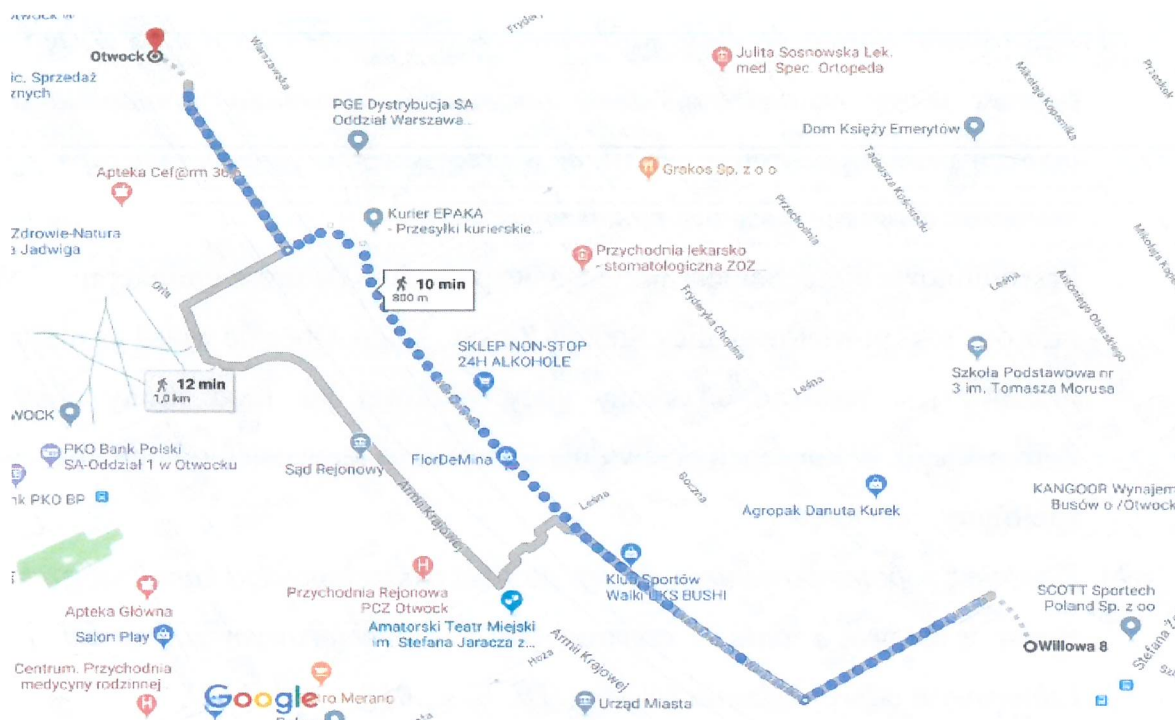 Otwock
ic. Sprzedaż
znych
Warszawska
Julita Sosnowska Lek.
med. Spec. Ortopeda
Mikołaja Kopernika
PGE Dystrybucja SA
Oddział Warszawa...
Dom Księży Emerytów
Grakos Sp. z o o
Tadeusza Kościuszki
Apteka Cef@rm 36,6
Przechodnia
Kurier EPAKA
- Przesyłki kurierskie...
Zdrowie-Natura
a Jadwiga
Przychodnia lekarsko
- stomatologiczna ZOZ...
Leśna
Orla
10 min
800 m
SKLEP NON-STOP
24H ALKOHOLE
Leśna
Szkoła Podstawowa nr
3 im. Tomasza Morusa
12 min
1,0 km
WOCK
PKO Bank Polski
SA-Oddział 1 w Otwocku
Sąd Rejonowy
FlorDeMina
Boczna
nk PKO BP
Armii Krajowej
Leśna
Agropak Danuta Kurek
KANGOOR Wynajem
Busów o /Otwock
Klub Sportów
Walki UKS BUSHI
Przychodnia Rejonowa
PCZ Otwock
SCOTT Sportech
Poland Sp. z oo
Apteka Główna
Amatorski Teatr Miejski
im. Stefana Jaracza z...
Salon Play
Willowa 8
Hoża
Armii Krajowej
Centrum. Przychodnia
medycyny rodzinnej
Google
ro Merano
Urząd Miasta